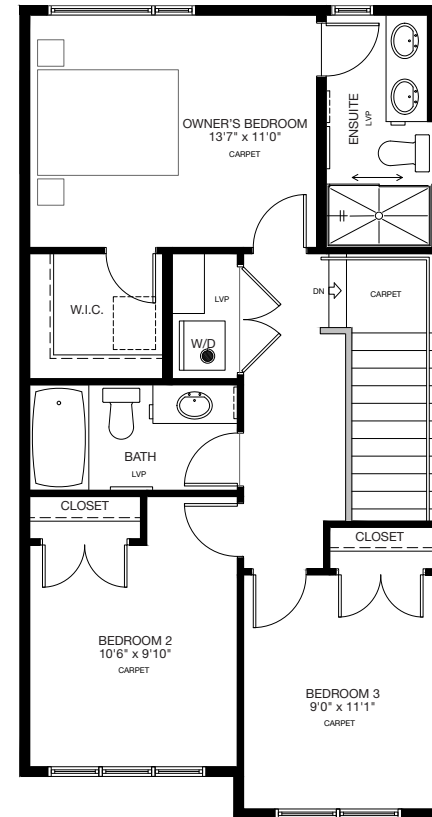 OWNER'S BEDROOM
13'7" x 11'0"
CARPET
ENSUITE
LVP
W.I.C.
LVP
W/D
DN
CARPET
BATH
LVP
CLOSET
CLOSET
BEDROOM 2
10'6" x 9'10"
CARPET
BEDROOM 3
9'0" x 11'1"
CARPET